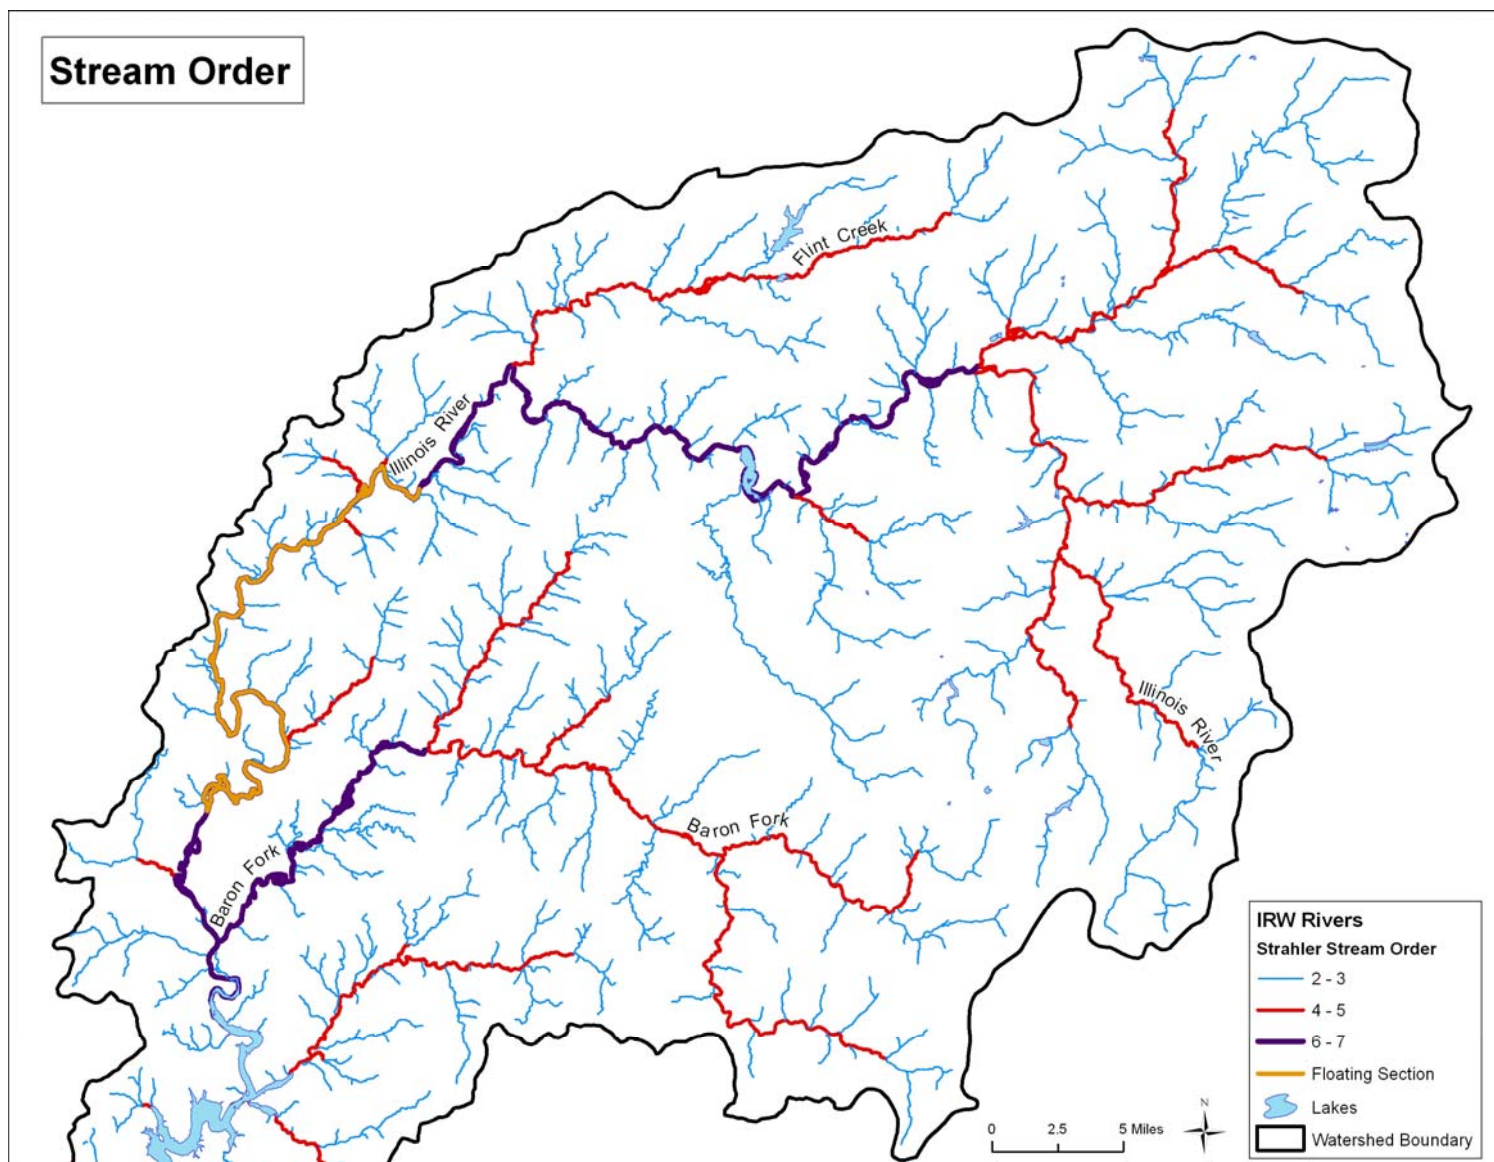 Stream Order
Flint Creek
Illinois River
Illinois River
Baron Fork
Baron Fork
IRW Rivers
Strahler Stream Order
2 - 3
4 - 5
6 - 7
Floating Section
Lakes
Watershed Boundary
N
0 2.5 5 Miles